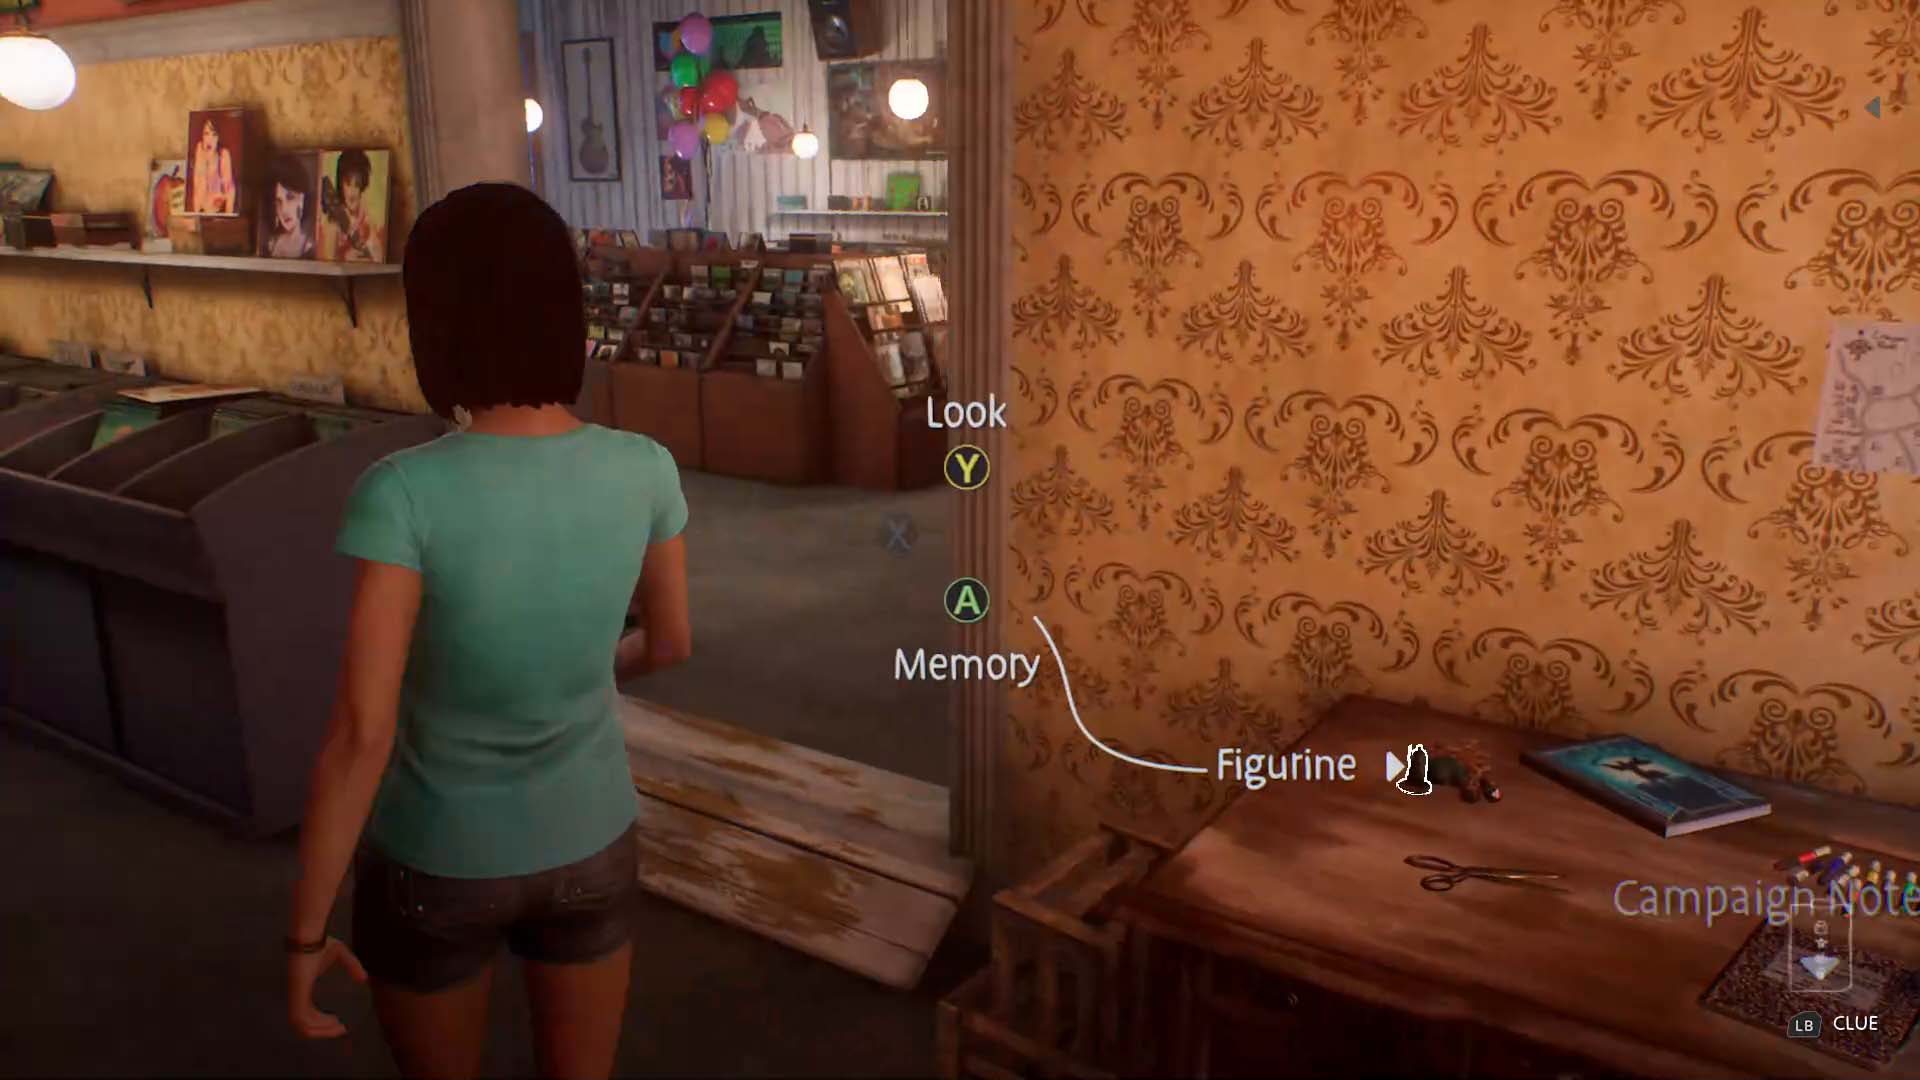 Look
Y
X
A
Memory
Figurine
Campaign Note
LB CLUE